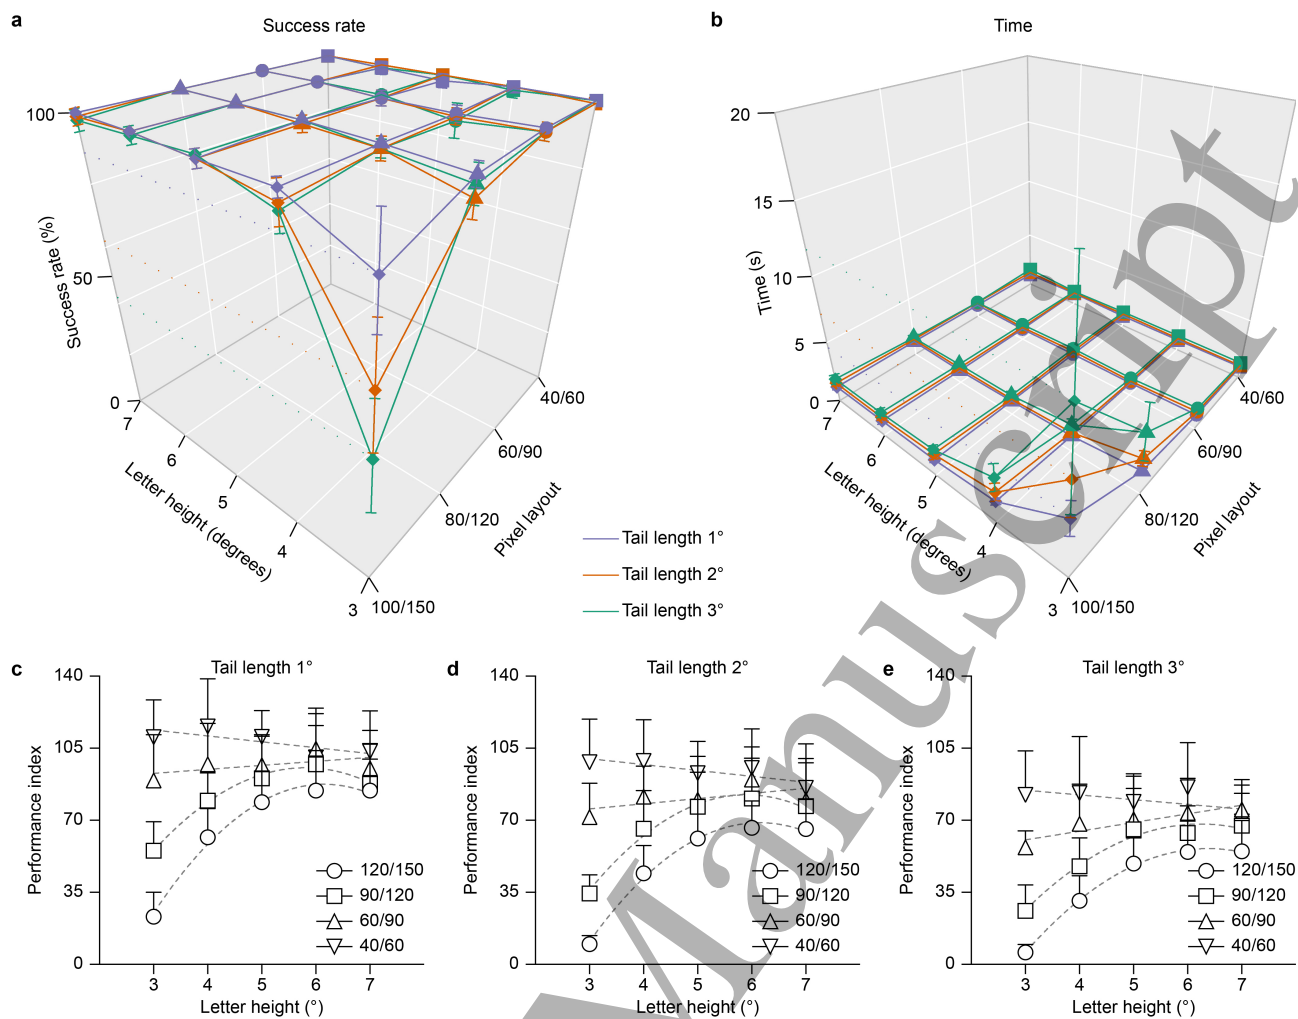 a
Success rate
100
50
0
Success rate (%)
7
6
5
4
3
Letter height (degrees)
40/60
60/90
80/120
100/150
Pixel layout
b
Time
20
15
10
5
0
Time (s)
7
6
5
4
3
Letter height (degrees)
40/60
60/90
80/120
100/150
Pixel layout
Tail length 1°
Tail length 2°
Tail length 3°
c
Tail length 1°
140
105
70
35
0
Performance index
120/150
90/120
60/90
40/60
3 4 5 6 7
Letter height (°)
d
Tail length 2°
140
105
70
35
0
Performance index
120/150
90/120
60/90
40/60
3 4 5 6 7
Letter height (°)
e
Tail length 3°
140
105
70
35
0
Performance index
120/150
90/120
60/90
40/60
3 4 5 6 7
Letter height (°)
Manuscript